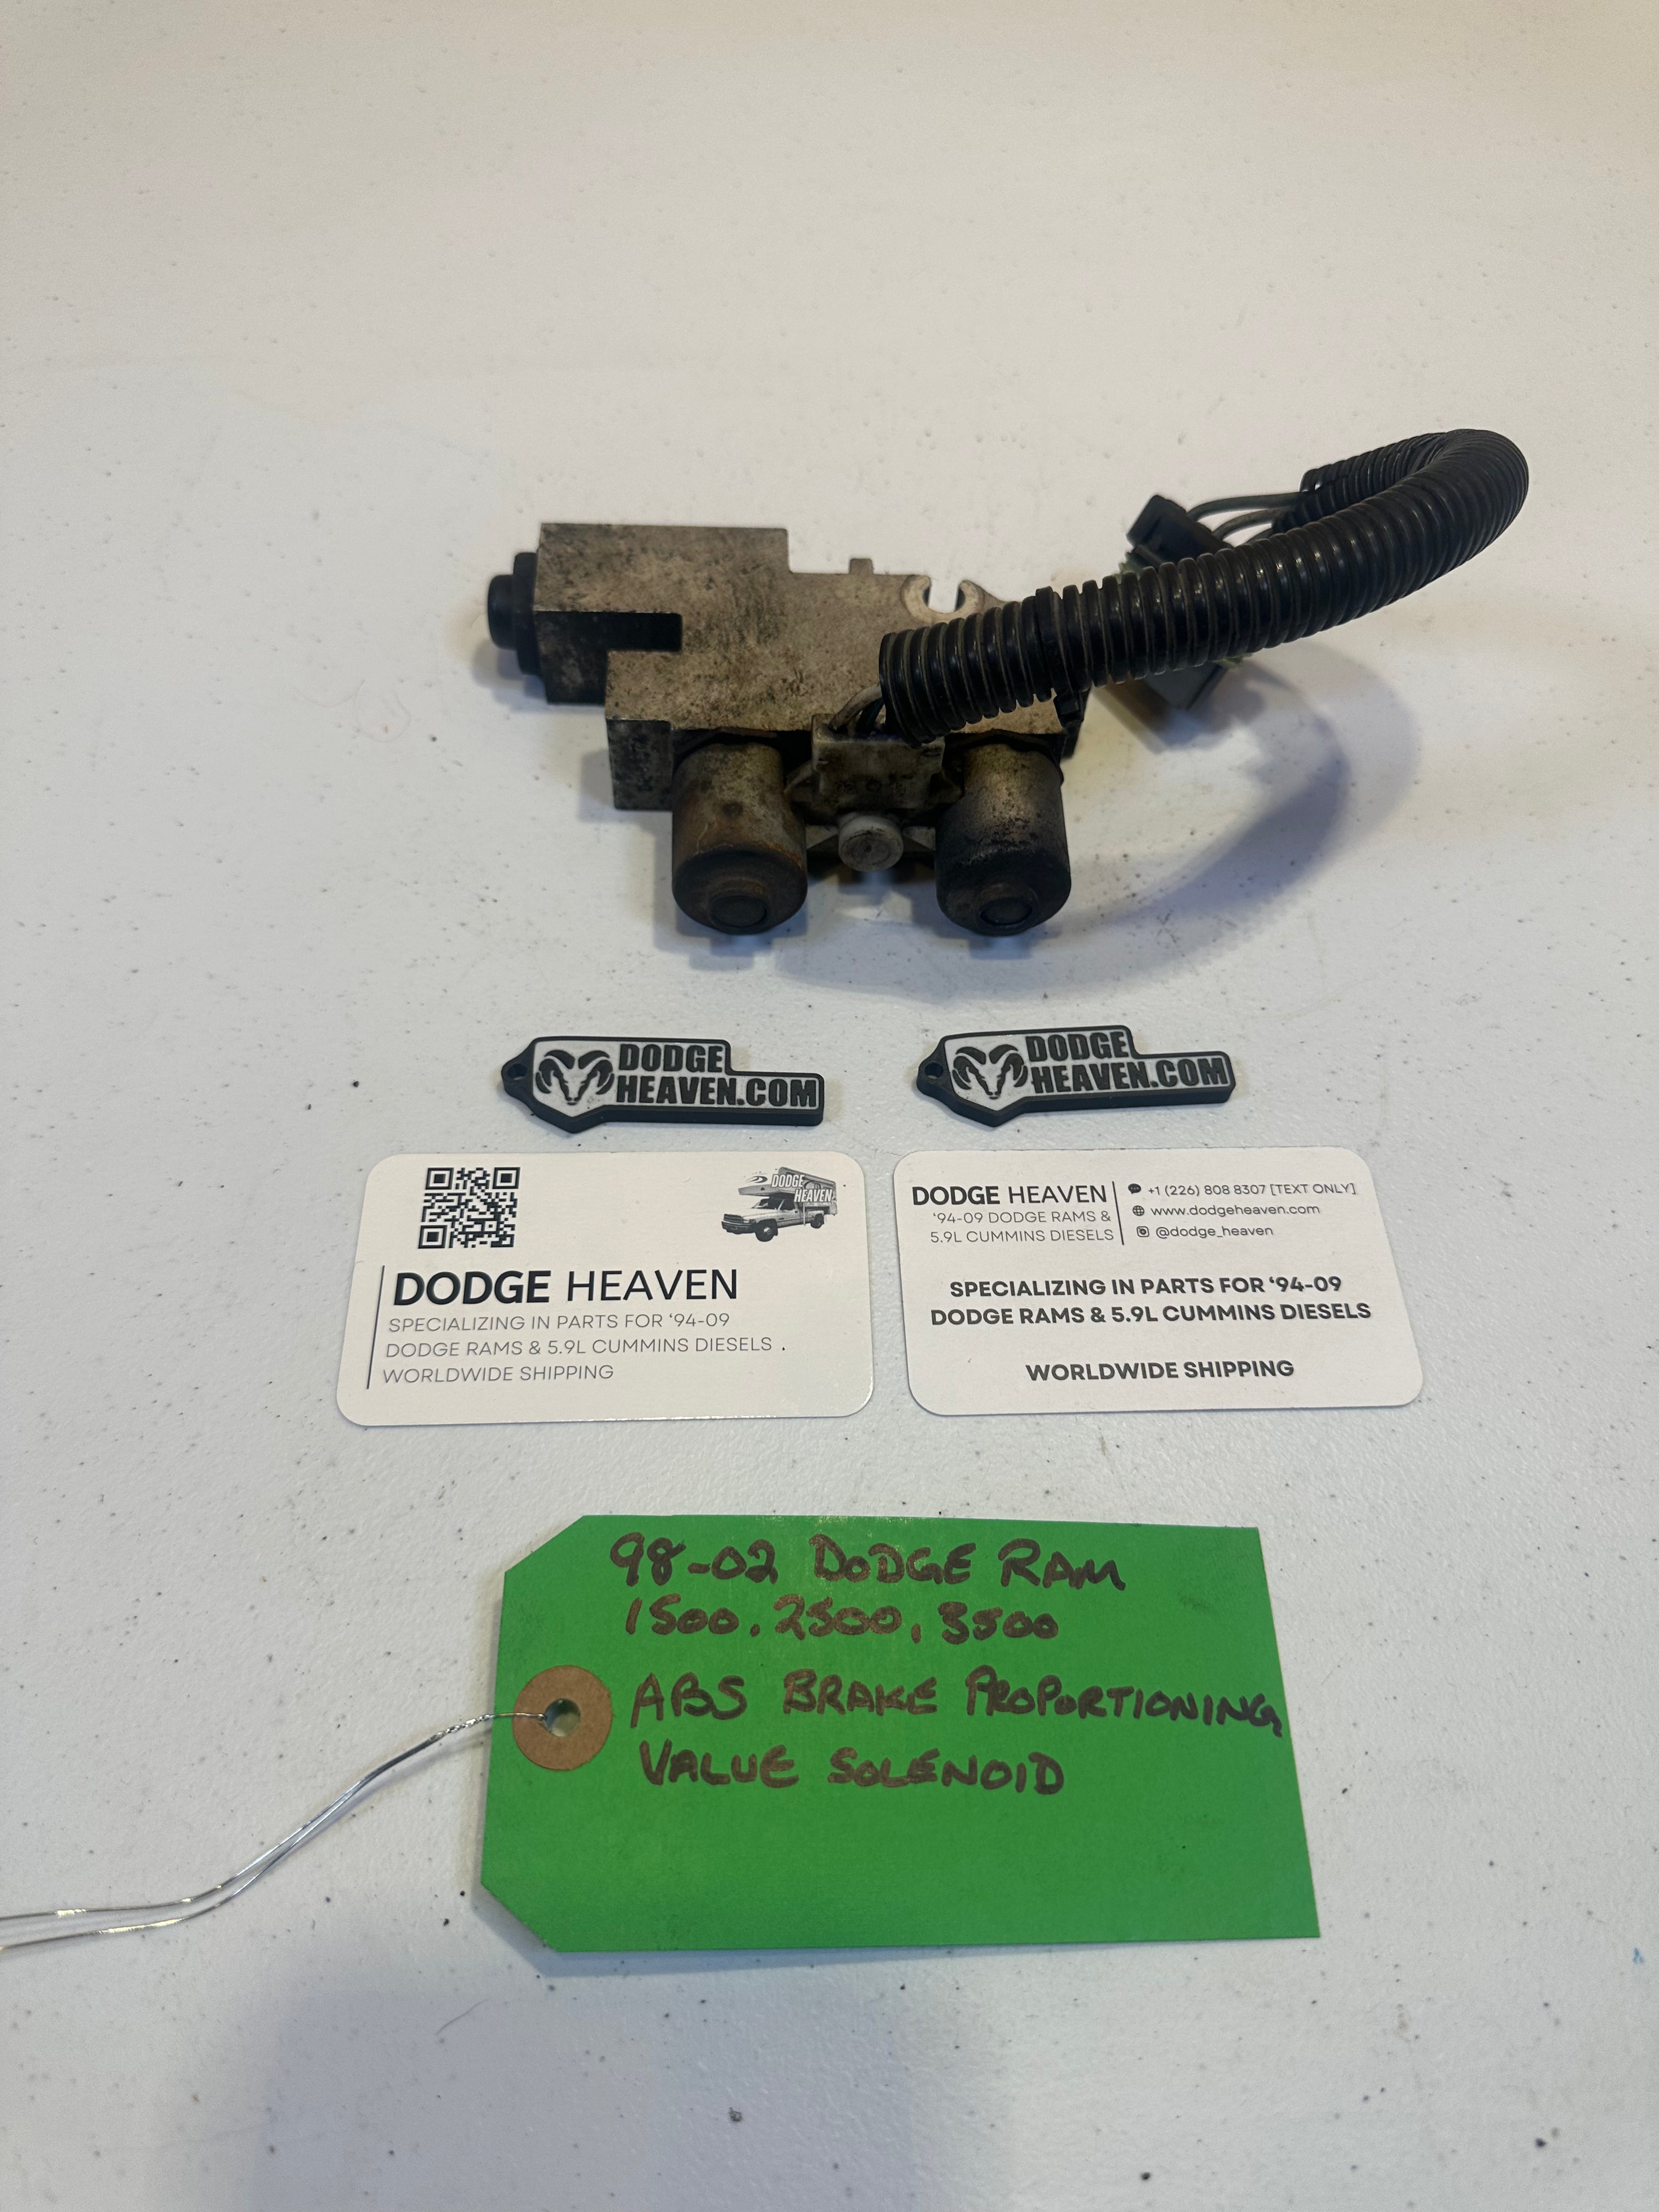 DODGE
HEAVEN.COM
DODGE
HEAVEN.COM
DODGE
HEAVEN
DODGE HEAVEN
SPECIALIZING IN PARTS FOR ‘94-09
DODGE RAMS & 5.9L CUMMINS DIESELS .
WORLDWIDE SHIPPING
DODGE HEAVEN
‘94-09 DODGE RAMS &
5.9L CUMMINS DIESELS
+1 (226) 808 8307 [TEXT ONLY]
www.dodgeheaven.com
@dodge_heaven
SPECIALIZING IN PARTS FOR ‘94-09
DODGE RAMS & 5.9L CUMMINS DIESELS
WORLDWIDE SHIPPING
98-02 DODGE RAM
1500, 2500, 3500
ABS BRAKE PROPORTIONING
VALUE SOLENOID